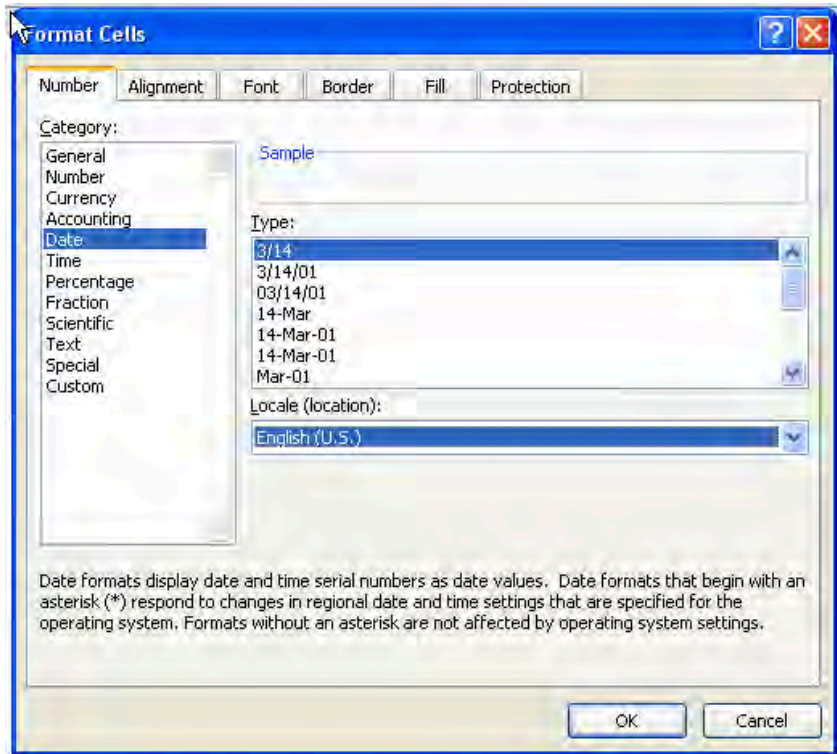 Format Cells
Number Alignment Font Border Fill Protection
Category:
General
Number
Currency
Accounting
Date
Time
Percentage
Fraction
Scientific
Text
Special
Custom
Sample
Type:
3/14
3/14/01
03/14/01
14-Mar
14-Mar-01
14-Mar-01
Mar-01
Locale (location):
English (U.S.)
Date formats display date and time serial numbers as date values.  Date formats that begin with an
asterisk (*) respond to changes in regional date and time settings that are specified for the
operating system. Formats without an asterisk are not affected by operating system settings.
OK Cancel